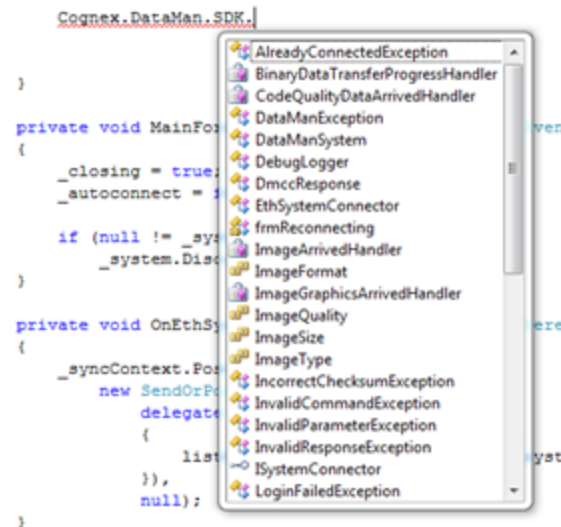 Cognex.DataMan.SDK.
AlreadyConnectedException
BinaryDataTransferProgressHandler
CodeQualityDataArrivedHandler
DataManException
DataManSystem
DebugLogger
DmccResponse
EthSystemConnector
frmReconnecting
ImageArrivedHandler
ImageFormat
ImageGraphicsArrivedHandler
ImageQuality
ImageSize
ImageType
IncorrectChecksumException
InvalidCommandException
InvalidParameterException
InvalidResponseException
ISystemConnector
LoginFailedException
}
private void MainFor
{
_closing = true;
_autoconnect =
if (null != _sys
_system.Disc
}
private void OnEthSy
{
_syncContext.Pos
new SendOrPo
delegate
{
list
}),
null);
}